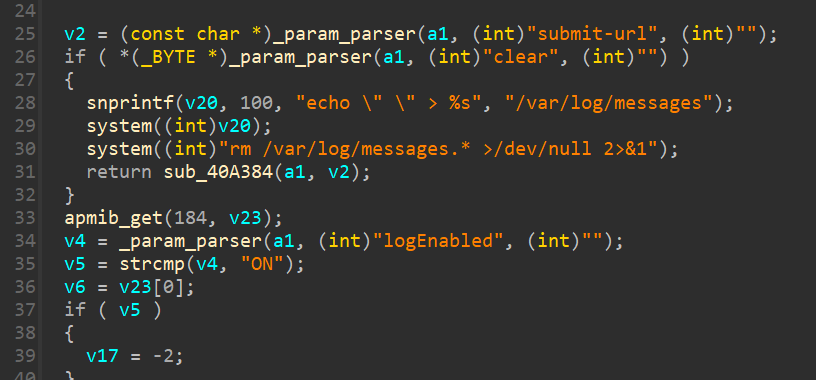 24
25 v2 = (const char *)_param_parser(a1, (int)"submit-url", (int)"");
26 if ( *(_BYTE *)_param_parser(a1, (int)"clear", (int)"") )
27 {
28 snprintf(v20, 100, "echo \" \" > %s", "/var/log/messages");
29 system((int)v20);
30 system((int)"rm /var/log/messages.* >/dev/null 2>&1");
31 return sub_40A384(a1, v2);
32 }
33 apmib_get(184, v23);
34 v4 = _param_parser(a1, (int)"logEnabled", (int)"");
35 v5 = strcmp(v4, "ON");
36 v6 = v23[0];
37 if ( v5 )
38 {
39 v17 = -2;
40 }